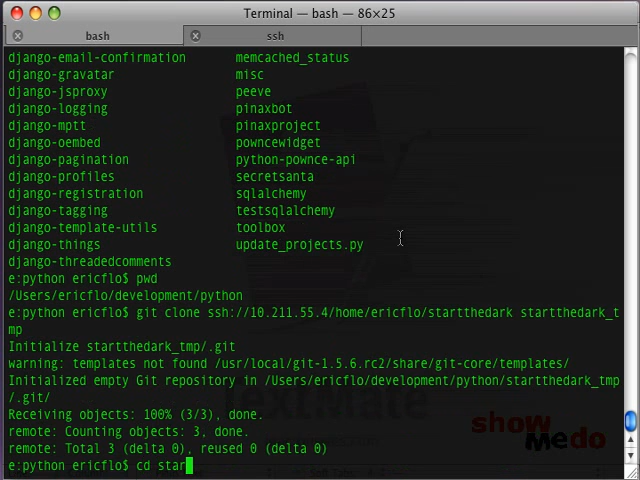 Terminal — bash — 86×25
bash ssh
django-email-confirmation memcached_status
django-gravatar misc
django-jsproxy peeve
django-logging pinaxbot
django-mptt pinaxproject
django-oembed powncewidget
django-pagination python-pownce-api
django-profiles secretsanta
django-registration sqlalchemy
django-tagging testsqlalchemy
django-template-utils toolbox
django-things update_projects.py
django-threadedcomments
e:python ericflo$ pwd
/Users/ericflo/development/python
e:python ericflo$ git clone ssh://10.211.55.4/home/ericflo/startthedark startthedark_t
mp
Initialize startthedark_tmp/.git
warning: templates not found /usr/local/git-1.5.6.rc2/share/git-core/templates/
Initialized empty Git repository in /Users/ericflo/development/python/startthedark_tmp
/.git/
Receiving objects: 100% (3/3), done.
remote: Counting objects: 3, done.
remote: Total 3 (delta 0), reused 0 (delta 0)
e:python ericflo$ cd star
TextMate
show
Medo